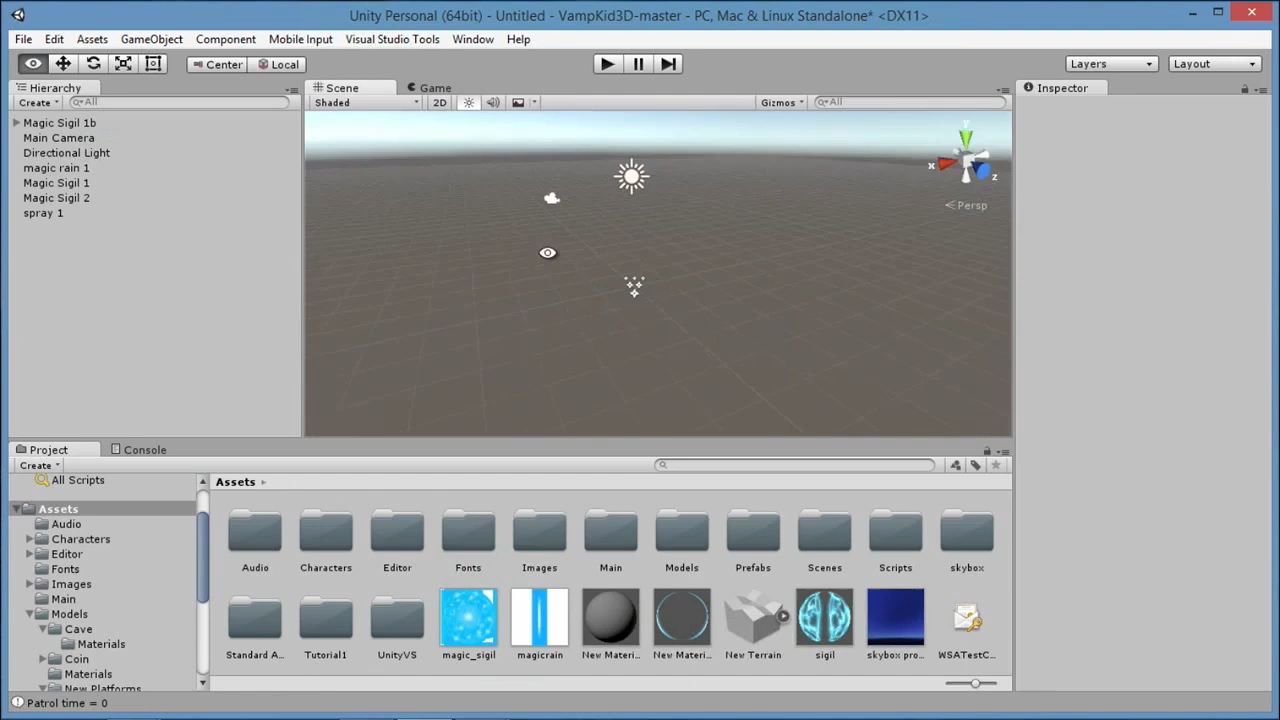 Unity Personal (64bit) - Untitled - VampKid3D-master - PC, Mac & Linux Standalone* <DX11>
File Edit Assets GameObject Component Mobile Input Visual Studio Tools Window Help
Center Local Layers Layout
Hierarchy
Create All
Magic Sigil 1b
Main Camera
Directional Light
magic rain 1
Magic Sigil 1
Magic Sigil 2
spray 1
Scene Game
Shaded 2D Gizmos All
y
x
z
Persp
Inspector
Project Console
Create
All Scripts
Assets
Audio
Characters
Editor
Fonts
Images
Main
Models
Cave
Materials
Coin
Materials
New Platforms
Assets
Audio Characters Editor Fonts Images Main Models Prefabs Scenes Scripts skybox
Standard A... Tutorial1 UnityVS magic_sigil magicrain New Materi... New Materi... New Terrain sigil skybox pro... WSATestC...
Patrol time = 0